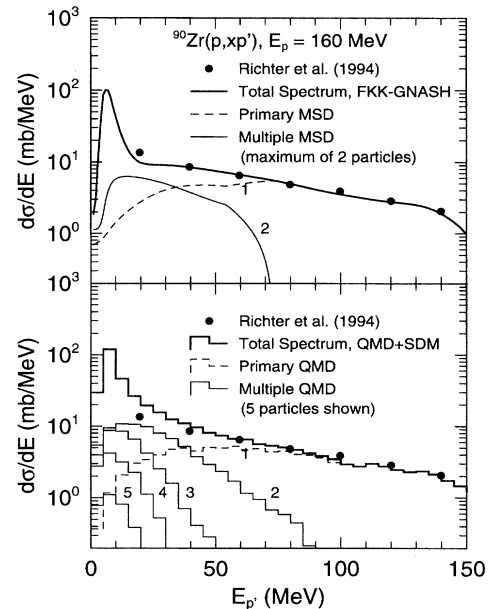 ⁹⁰Zr(p,xp'), Eₚ = 160 MeV
Richter et al. (1994)
Total Spectrum, FKK-GNASH
Primary MSD
Multiple MSD
(maximum of 2 particles)
dσ/dE (mb/MeV)
10³
10²
10¹
10⁰
1
2
10³
Richter et al. (1994)
Total Spectrum, QMD+SDM
Primary QMD
Multiple QMD
(5 particles shown)
dσ/dE (mb/MeV)
10²
10¹
10⁰
1
5
4
3
2
0
50
100
150
Eₚ' (MeV)